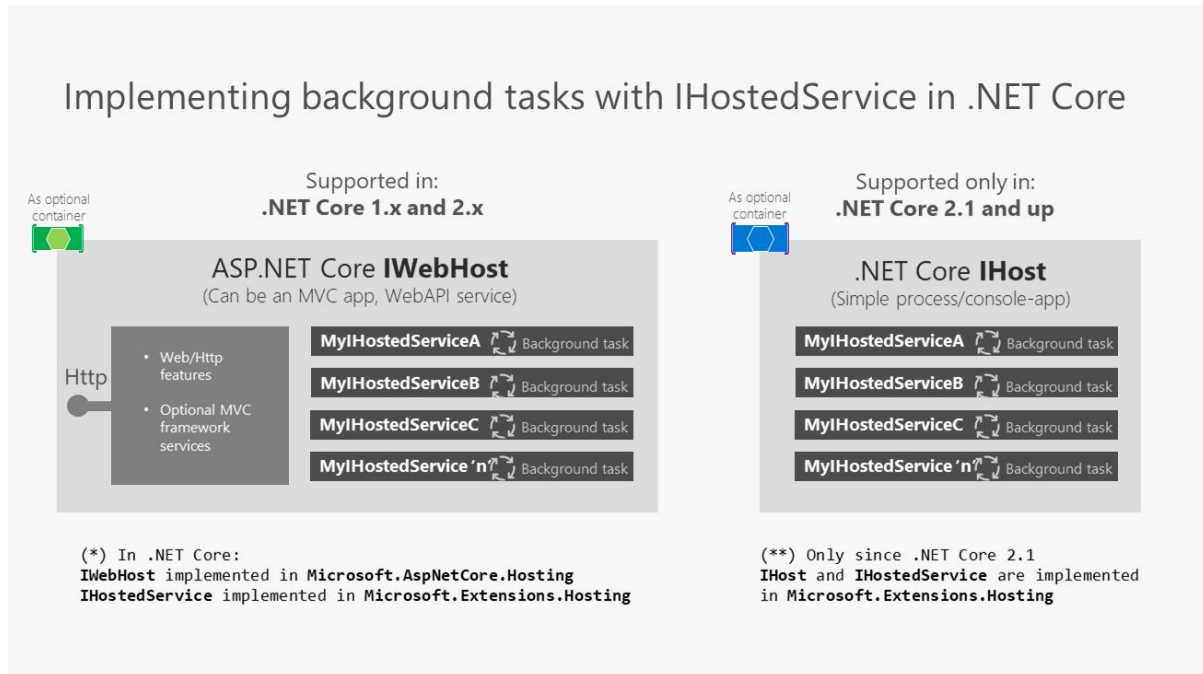 Implementing background tasks with IHostedService in .NET Core
As optional
container
Supported in:
.NET Core 1.x and 2.x
ASP.NET Core IWebHost
(Can be an MVC app, WebAPI service)
Http
• Web/Http
features
• Optional MVC
framework
services
MyIHostedServiceA Background task
MyIHostedServiceB Background task
MyIHostedServiceC Background task
MyIHostedService ‘n’ Background task
(*) In .NET Core:
IWebHost implemented in Microsoft.AspNetCore.Hosting
IHostedService implemented in Microsoft.Extensions.Hosting
As optional
container
Supported only in:
.NET Core 2.1 and up
.NET Core IHost
(Simple process/console-app)
MyIHostedServiceA Background task
MyIHostedServiceB Background task
MyIHostedServiceC Background task
MyIHostedService ‘n’ Background task
(**) Only since .NET Core 2.1
IHost and IHostedService are implemented
in Microsoft.Extensions.Hosting